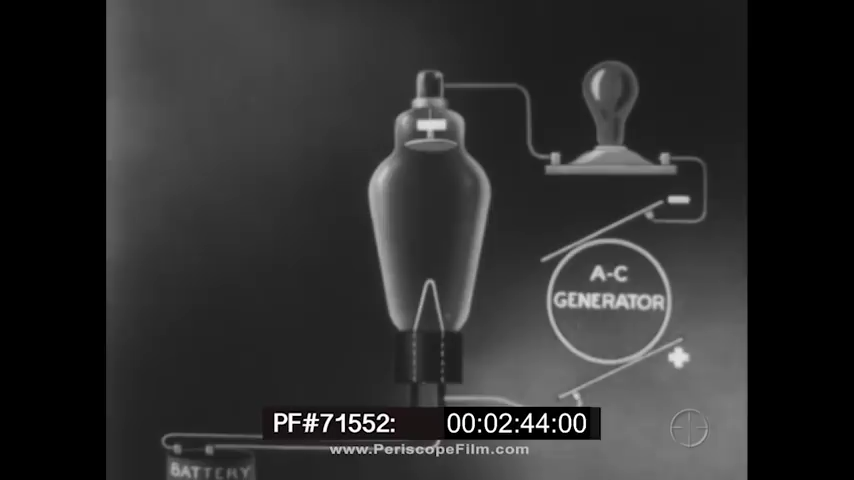 A-C
GENERATOR
PF#71552: 00:02:44:00
www.PeriscopeFilm.com
BATTERY